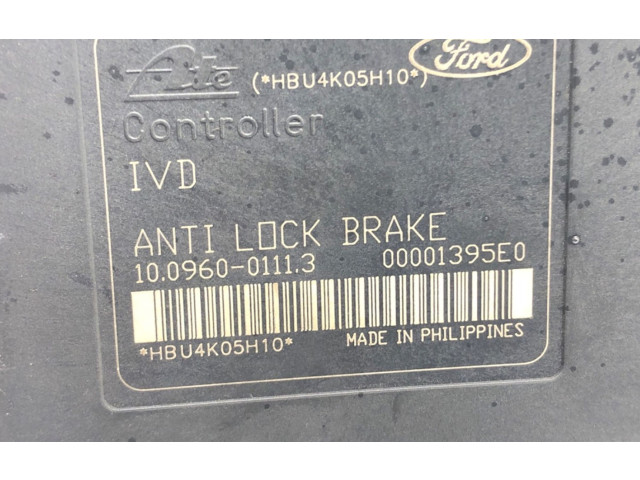 Ate (*HBU4K05H10*) Ford
Controller
IVD
ANTI LOCK BRAKE
10.0960-0111.3 00001395E0
*HBU4K05H10* MADE IN PHILIPPINES